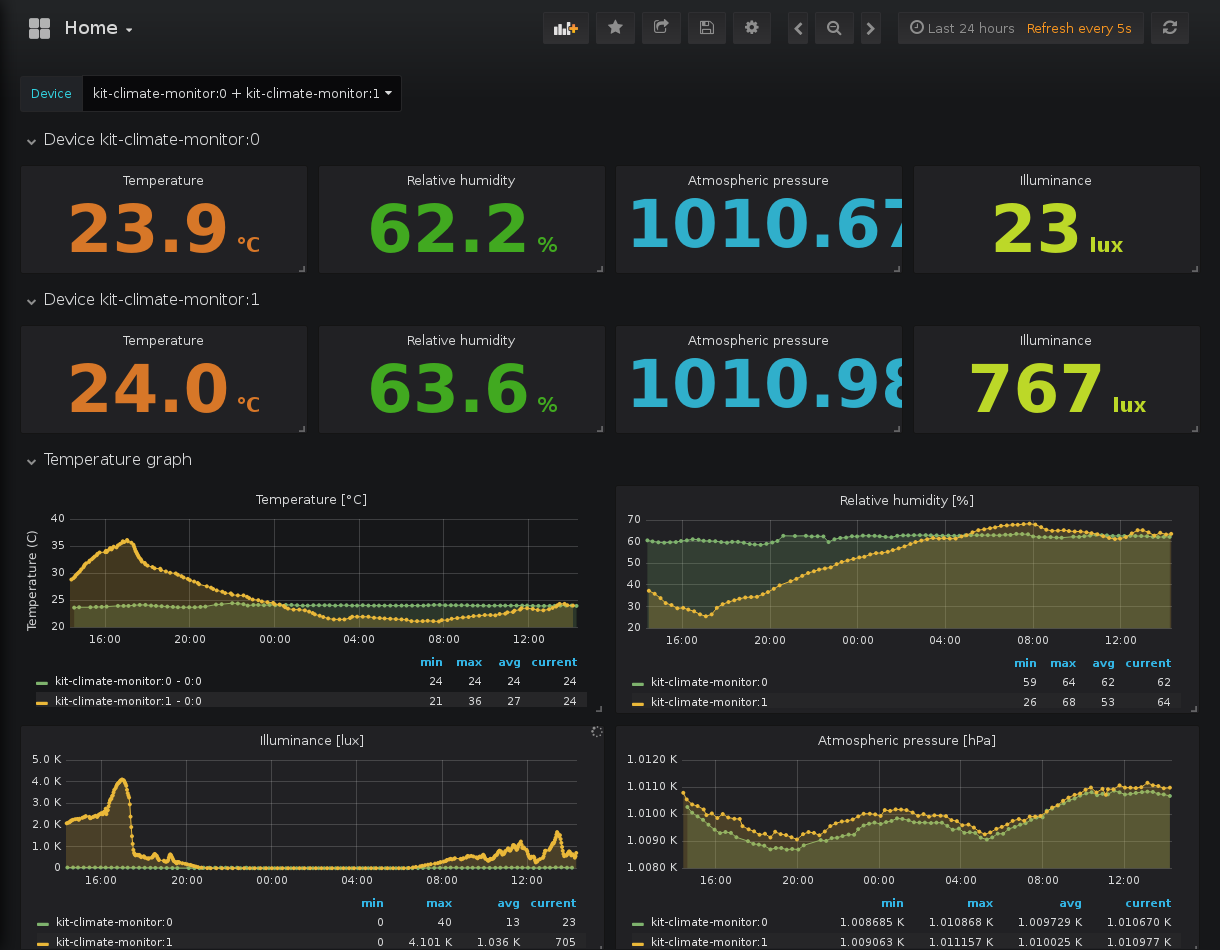 Home
Last 24 hours Refresh every 5s
Device kit-climate-monitor:0 + kit-climate-monitor:1
Device kit-climate-monitor:0
Temperature Relative humidity Atmospheric pressure Illuminance
23.9 °C 62.2 % 1010.67 23 lux
Device kit-climate-monitor:1
Temperature Relative humidity Atmospheric pressure Illuminance
24.0 °C 63.6 % 1010.98 767 lux
Temperature graph
Temperature [°C]
Temperature (C)
40
35
30
25
20
16:00 20:00 00:00 04:00 08:00 12:00
min max avg current
kit-climate-monitor:0 - 0:0 24 24 24 24
kit-climate-monitor:1 - 0:0 21 36 27 24
Relative humidity [%]
70
60
50
40
30
20
16:00 20:00 00:00 04:00 08:00 12:00
min max avg current
kit-climate-monitor:0 59 64 62 62
kit-climate-monitor:1 26 68 53 64
Illuminance [lux]
5.0 K
4.0 K
3.0 K
2.0 K
1.0 K
0
16:00 20:00 00:00 04:00 08:00 12:00
min max avg current
kit-climate-monitor:0 0 40 13 23
kit-climate-monitor:1 0 4.101 K 1.036 K 705
Atmospheric pressure [hPa]
1.0120 K
1.0110 K
1.0100 K
1.0090 K
1.0080 K
16:00 20:00 00:00 04:00 08:00 12:00
min max avg current
kit-climate-monitor:0 1.008685 K 1.010868 K 1.009729 K 1.010670 K
kit-climate-monitor:1 1.009063 K 1.011157 K 1.010025 K 1.010977 K